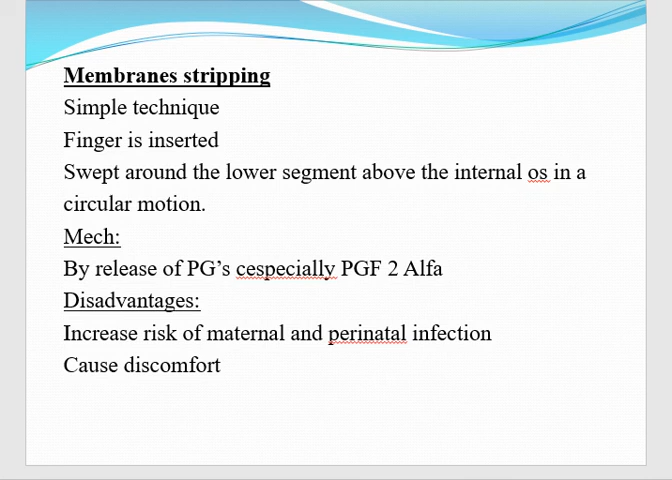 Membranes stripping
Simple technique
Finger is inserted
Swept around the lower segment above the internal os in a
circular motion.
Mech:
By release of PG’s cespecially PGF 2 Alfa
Disadvantages:
Increase risk of maternal and perinatal infection
Cause discomfort